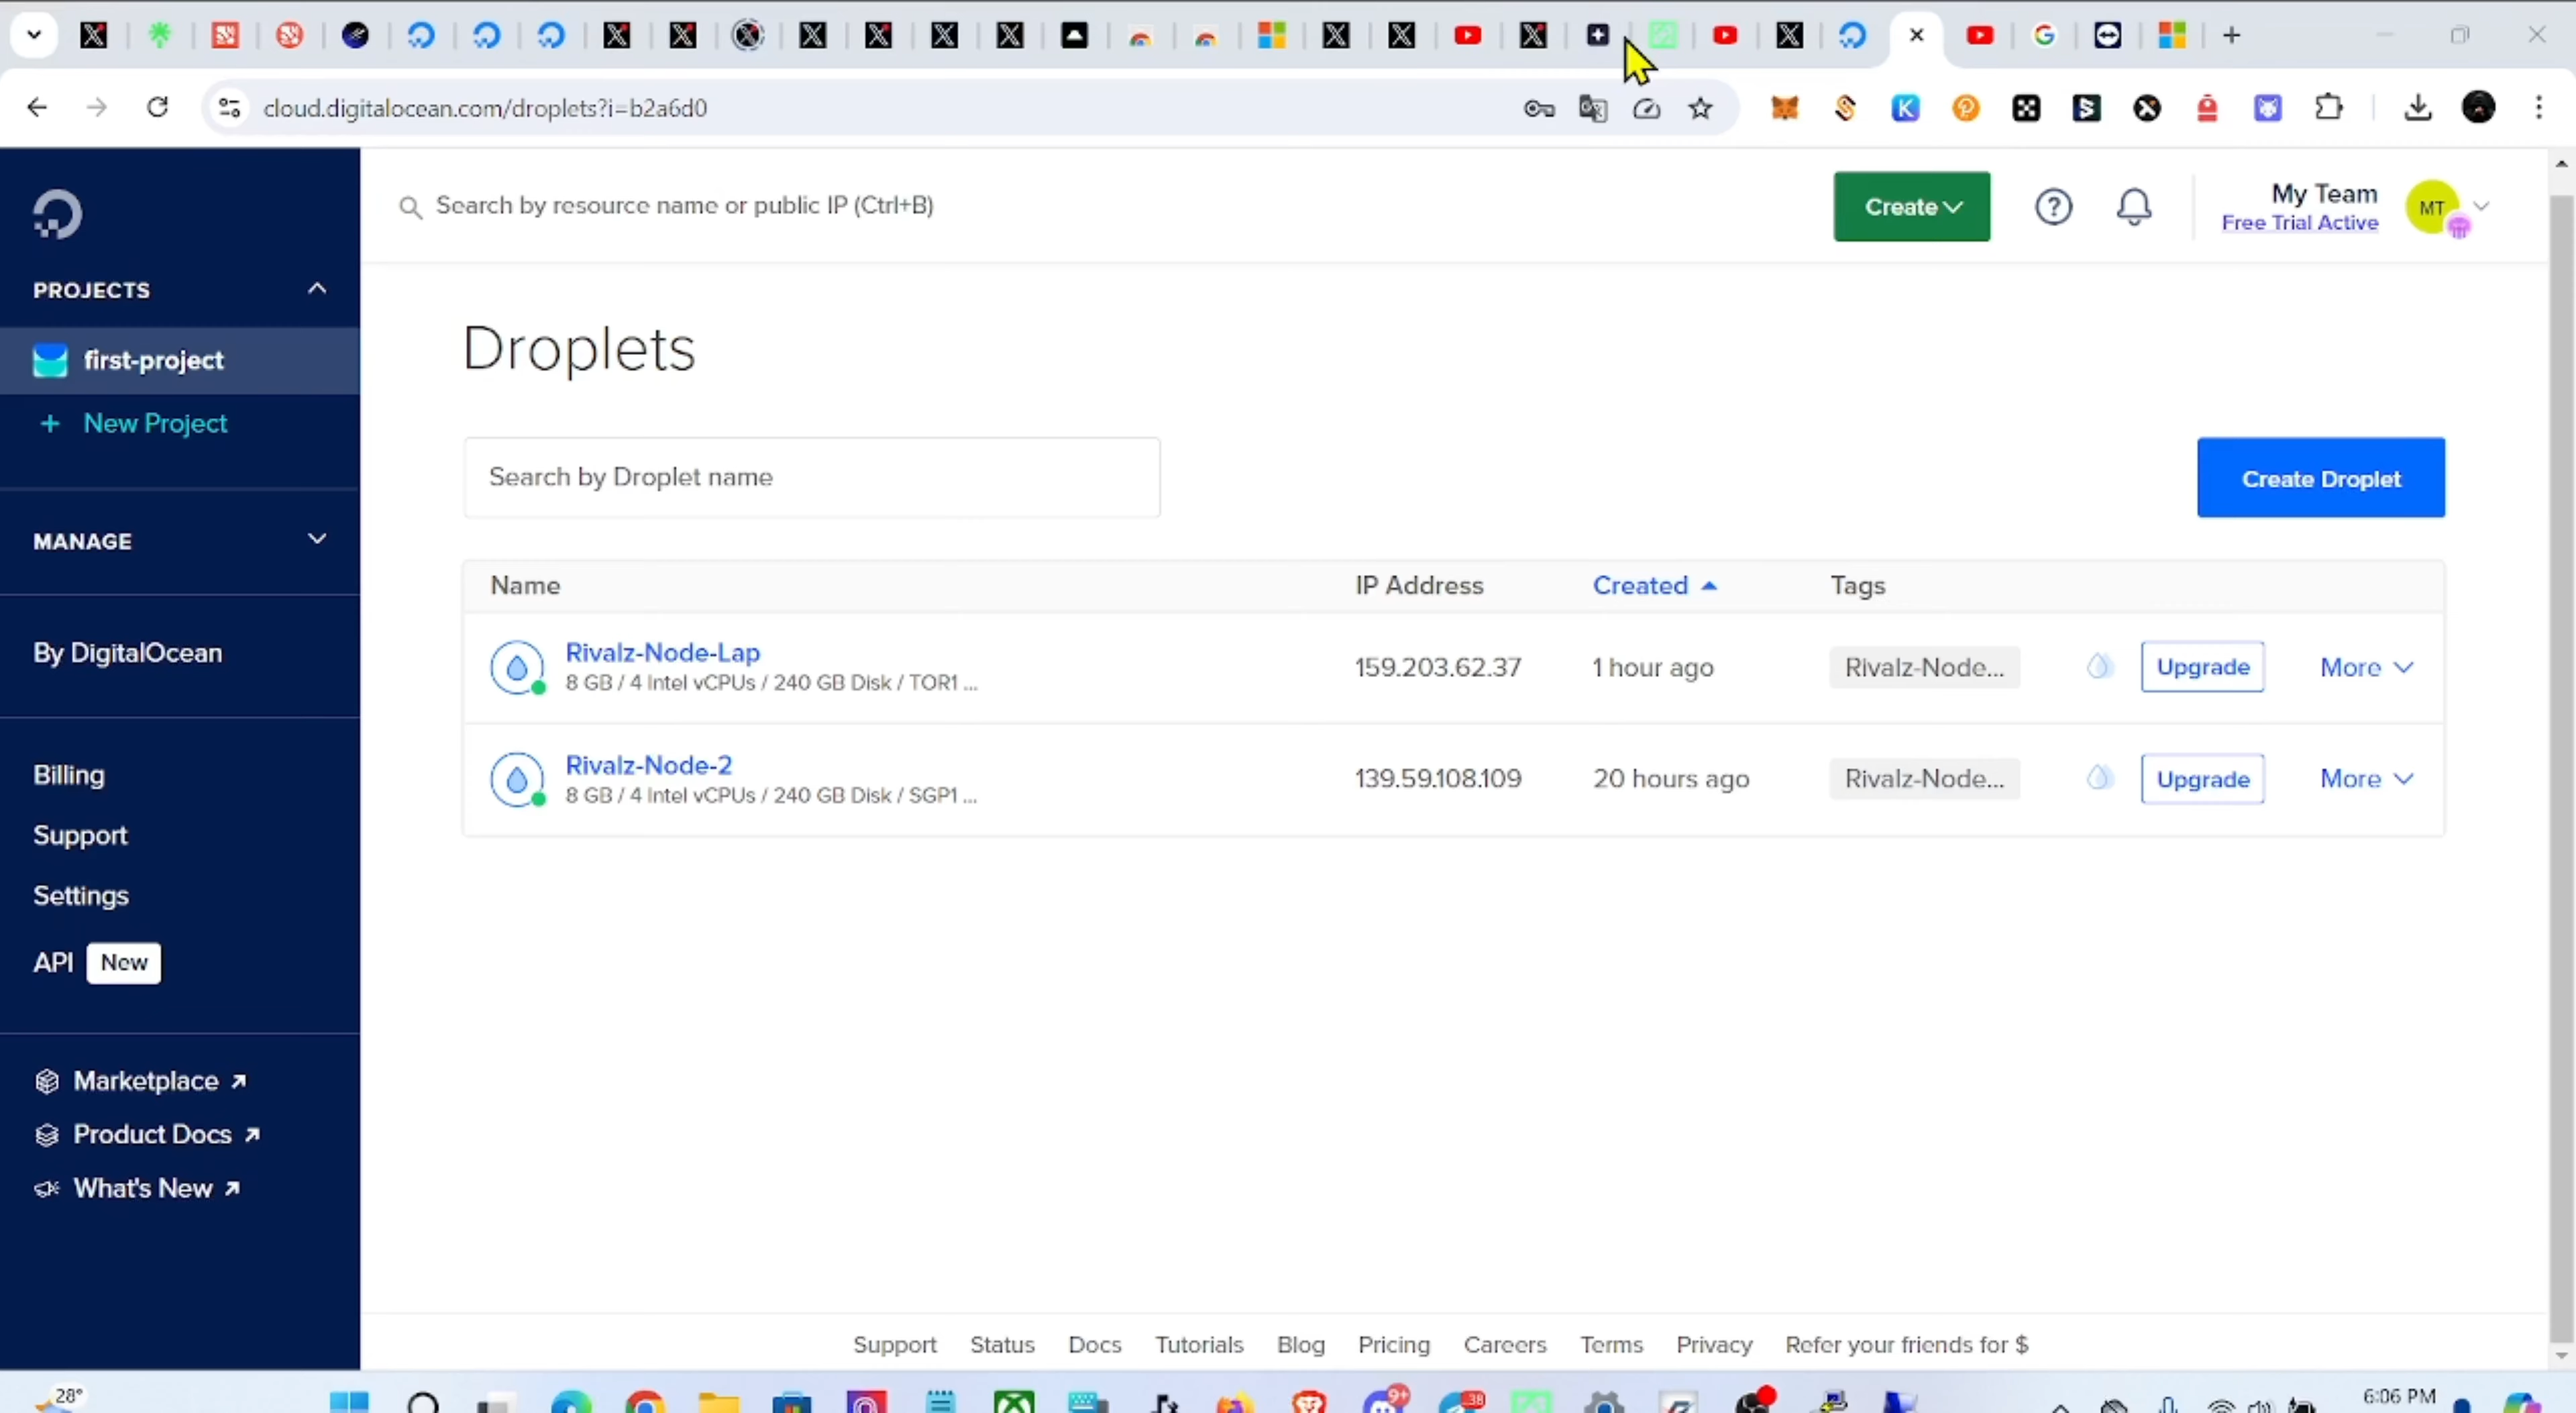 cloud.digitalocean.com/droplets?i=b2a6d0
Search by resource name or public IP (Ctrl+B)
Create
My Team
Free Trial Active
MT
PROJECTS
first-project
+ New Project
MANAGE
By DigitalOcean
Billing
Support
Settings
API New
Marketplace
Product Docs
What's New
Droplets
Search by Droplet name
Create Droplet
Name IP Address Created Tags
Rivalz-Node-Lap
8 GB / 4 Intel vCPUs / 240 GB Disk / TOR1 ...
159.203.62.37 1 hour ago Rivalz-Node... Upgrade More
Rivalz-Node-2
8 GB / 4 Intel vCPUs / 240 GB Disk / SGP1 ...
139.59.108.109 20 hours ago Rivalz-Node... Upgrade More
Support Status Docs Tutorials Blog Pricing Careers Terms Privacy Refer your friends for $
28°
9+
38
6:06 PM